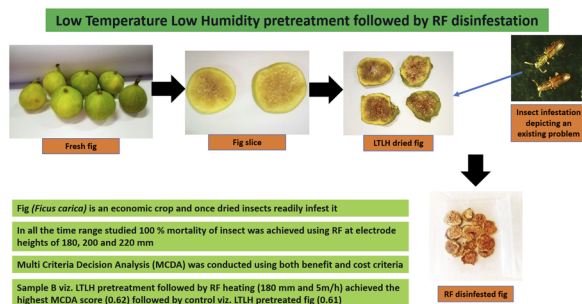 Low Temperature Low Humidity pretreatment followed by RF disinfestation
Fresh fig
Fig slice
LTLH dried fig
Insect infestation
depicting an
existing problem
Fig (Ficus carica) is an economic crop and once dried insects readily infest it
In all the time range studied 100 % mortality of insect was achieved using RF at electrode
heights of 180, 200 and 220 mm
Multi Criteria Decision Analysis (MCDA) was conducted using both benefit and cost criteria
Sample B viz. LTLH pretreatment followed by RF heating (180 mm and 5m/h) achieved the
highest MCDA score (0.62) followed by control viz. LTLH pretreated fig (0.61)
RF disinfested fig